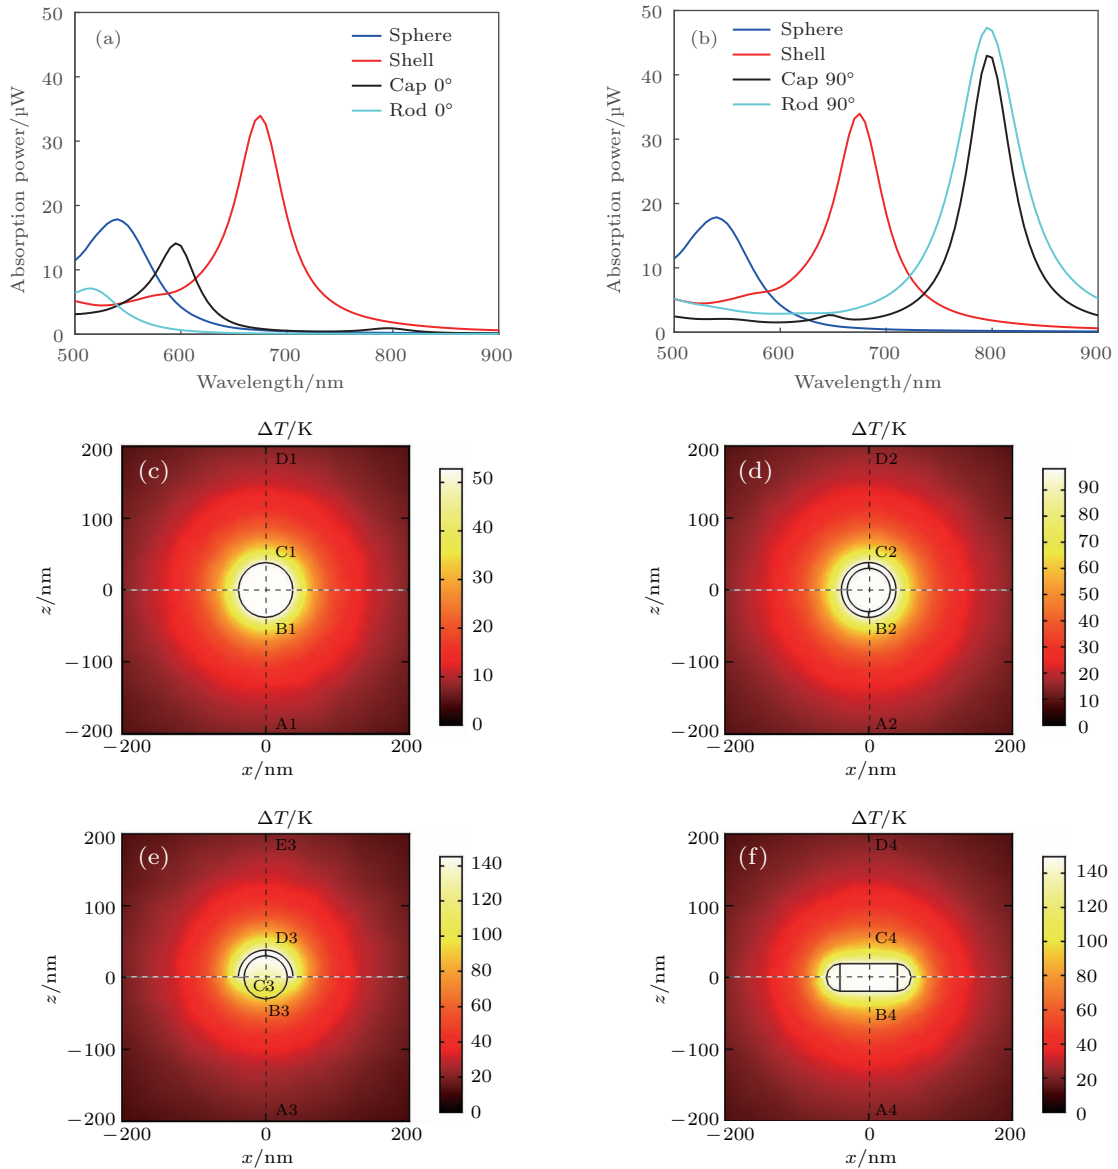 (a)
Sphere
Shell
Cap 0°
Rod 0°
50
40
30
20
10
0
Absorption power/μW
500
600
700
800
900
Wavelength/nm
(b)
Sphere
Shell
Cap 90°
Rod 90°
50
40
30
20
10
0
Absorption power/μW
500
600
700
800
900
Wavelength/nm
ΔT/K
(c)
D1
C1
B1
A1
200
100
0
−100
−200
z/nm
−200
0
200
x/nm
50
40
30
20
10
0
ΔT/K
(d)
D2
C2
B2
A2
200
100
0
−100
−200
z/nm
−200
0
200
x/nm
90
80
70
60
50
40
30
20
10
0
ΔT/K
(e)
E3
D3
C3
B3
A3
200
100
0
−100
−200
z/nm
−200
0
200
x/nm
140
120
100
80
60
40
20
0
ΔT/K
(f)
D4
C4
B4
A4
200
100
0
−100
−200
z/nm
−200
0
200
x/nm
140
120
100
80
60
40
20
0